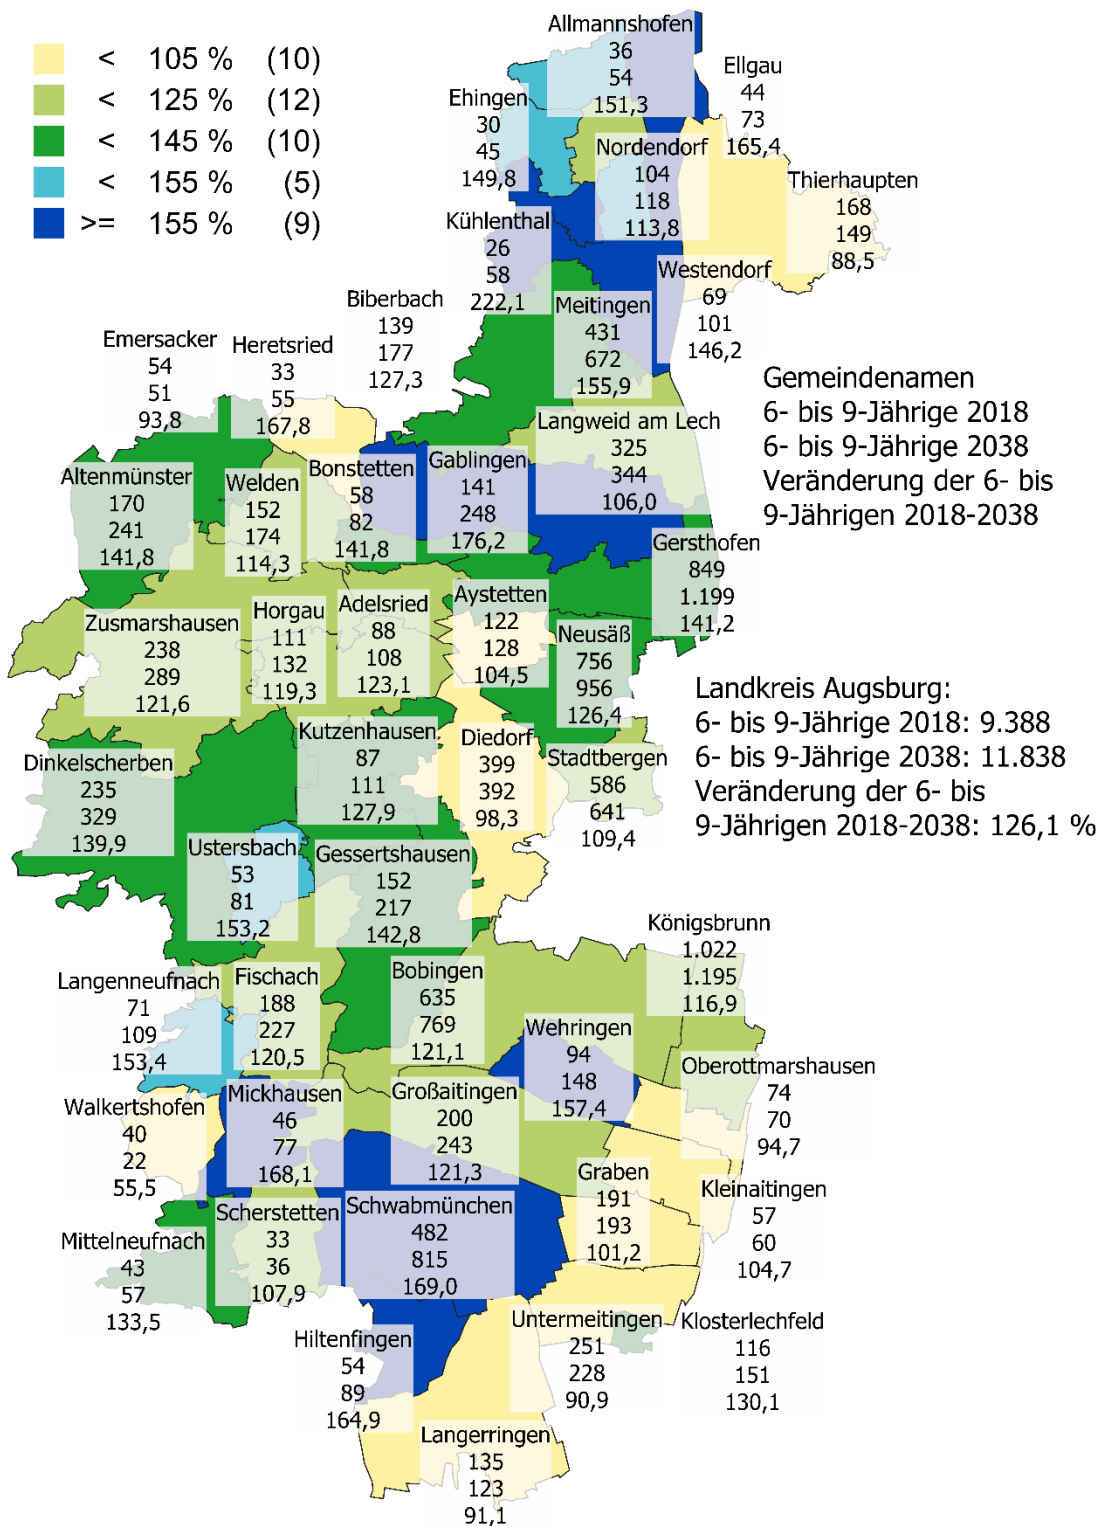 < 105 % (10)
< 125 % (12)
< 145 % (10)
< 155 % (5)
>= 155 % (9)
Allmannshofen
36
54
151,3
Ellgau
44
73
165,4
Ehingen
30
45
149,8
Nordendorf
104
118
113,8
Thierhaupten
168
149
88,5
Kühlenthal
26
58
222,1
Westendorf
69
101
146,2
Biberbach
139
177
127,3
Meitingen
431
672
155,9
Emersacker
54
51
93,8
Heretsried
33
55
167,8
Gemeindenamen
6- bis 9-Jährige 2018
6- bis 9-Jährige 2038
Veränderung der 6- bis
9-Jährigen 2018-2038
Langweid am Lech
325
344
106,0
Altenmünster
170
241
141,8
Welden
152
174
114,3
Bonstetten
58
82
141,8
Gablingen
141
248
176,2
Gersthofen
849
1.199
141,2
Zusmarshausen
238
289
121,6
Horgau
111
132
119,3
Adelsried
88
108
123,1
Aystetten
122
128
104,5
Neusäß
756
956
126,4
Landkreis Augsburg:
6- bis 9-Jährige 2018: 9.388
6- bis 9-Jährige 2038: 11.838
Veränderung der 6- bis
9-Jährigen 2018-2038: 126,1 %
Dinkelscherben
235
329
139,9
Kutzenhausen
87
111
127,9
Diedorf
399
392
98,3
Stadtbergen
586
641
109,4
Ustersbach
53
81
153,2
Gessertshausen
152
217
142,8
Königsbrunn
1.022
1.195
116,9
Langenneufnach
71
109
153,4
Fischach
188
227
120,5
Bobingen
635
769
121,1
Wehringen
94
148
157,4
Oberottmarshausen
74
70
94,7
Walkertshofen
40
22
55,5
Mickhausen
46
77
168,1
Großaitingen
200
243
121,3
Graben
191
193
101,2
Kleinaitingen
57
60
104,7
Mittelneufnach
43
57
133,5
Scherstetten
33
36
107,9
Schwabmünchen
482
815
169,0
Hiltenfingen
54
89
164,9
Untermeitingen
251
228
90,9
Klosterlechfeld
116
151
130,1
Langerringen
135
123
91,1